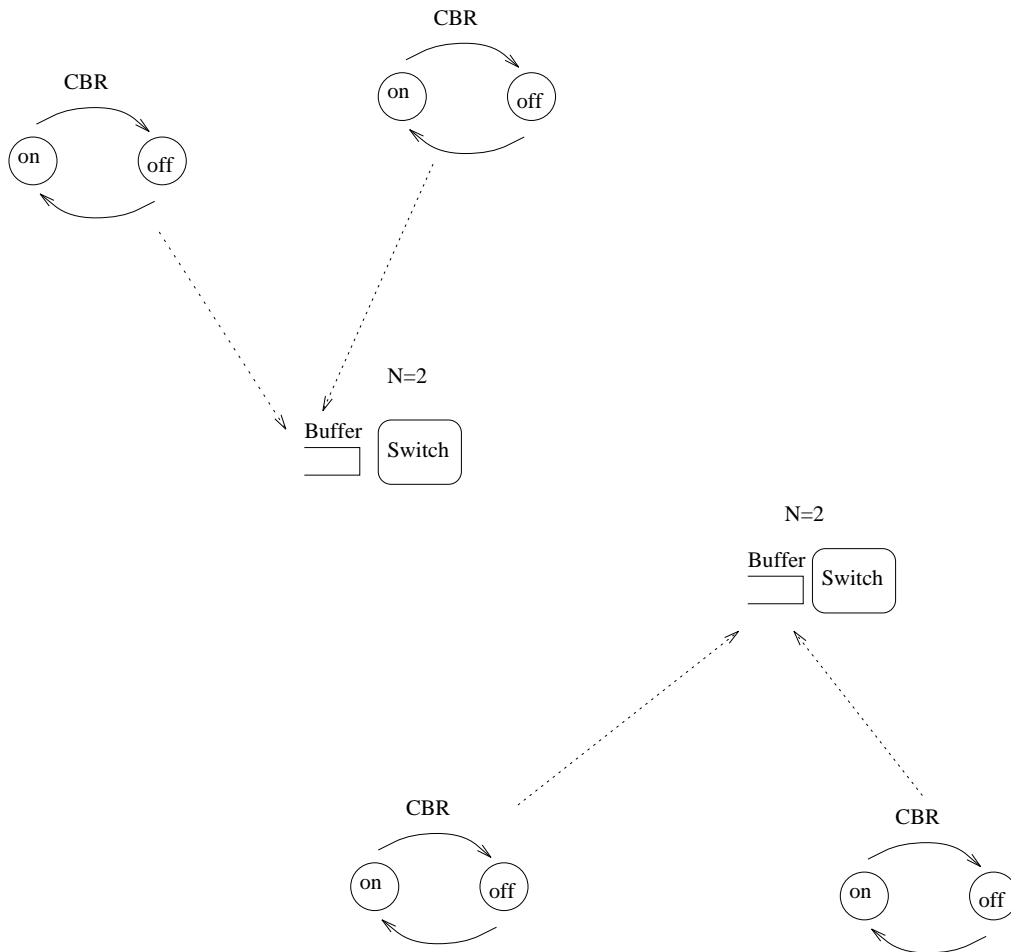 CBR
CBR
on
off
on
off
N=2
Buffer
Switch
N=2
Buffer
Switch
CBR
CBR
on
off
on
off